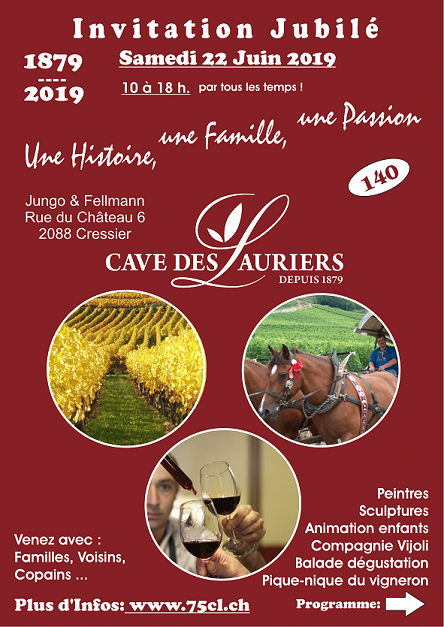 Invitation Jubilé
1879
----
2019
Samedi 22 Juin 2019
10 à 18 h. par tous les temps !
Une Histoire, une Famille, une Passion
140
Jungo & Fellmann
Rue du Château 6
2088 Cressier
CAVE DES LAURIERS
DEPUIS 1879
Venez avec :
Familles, Voisins,
Copains ...
Peintres
Sculptures
Animation enfants
Compagnie Vijoli
Balade dégustation
Pique-nique du vigneron
Plus d'Infos: www.75cl.ch
Programme: